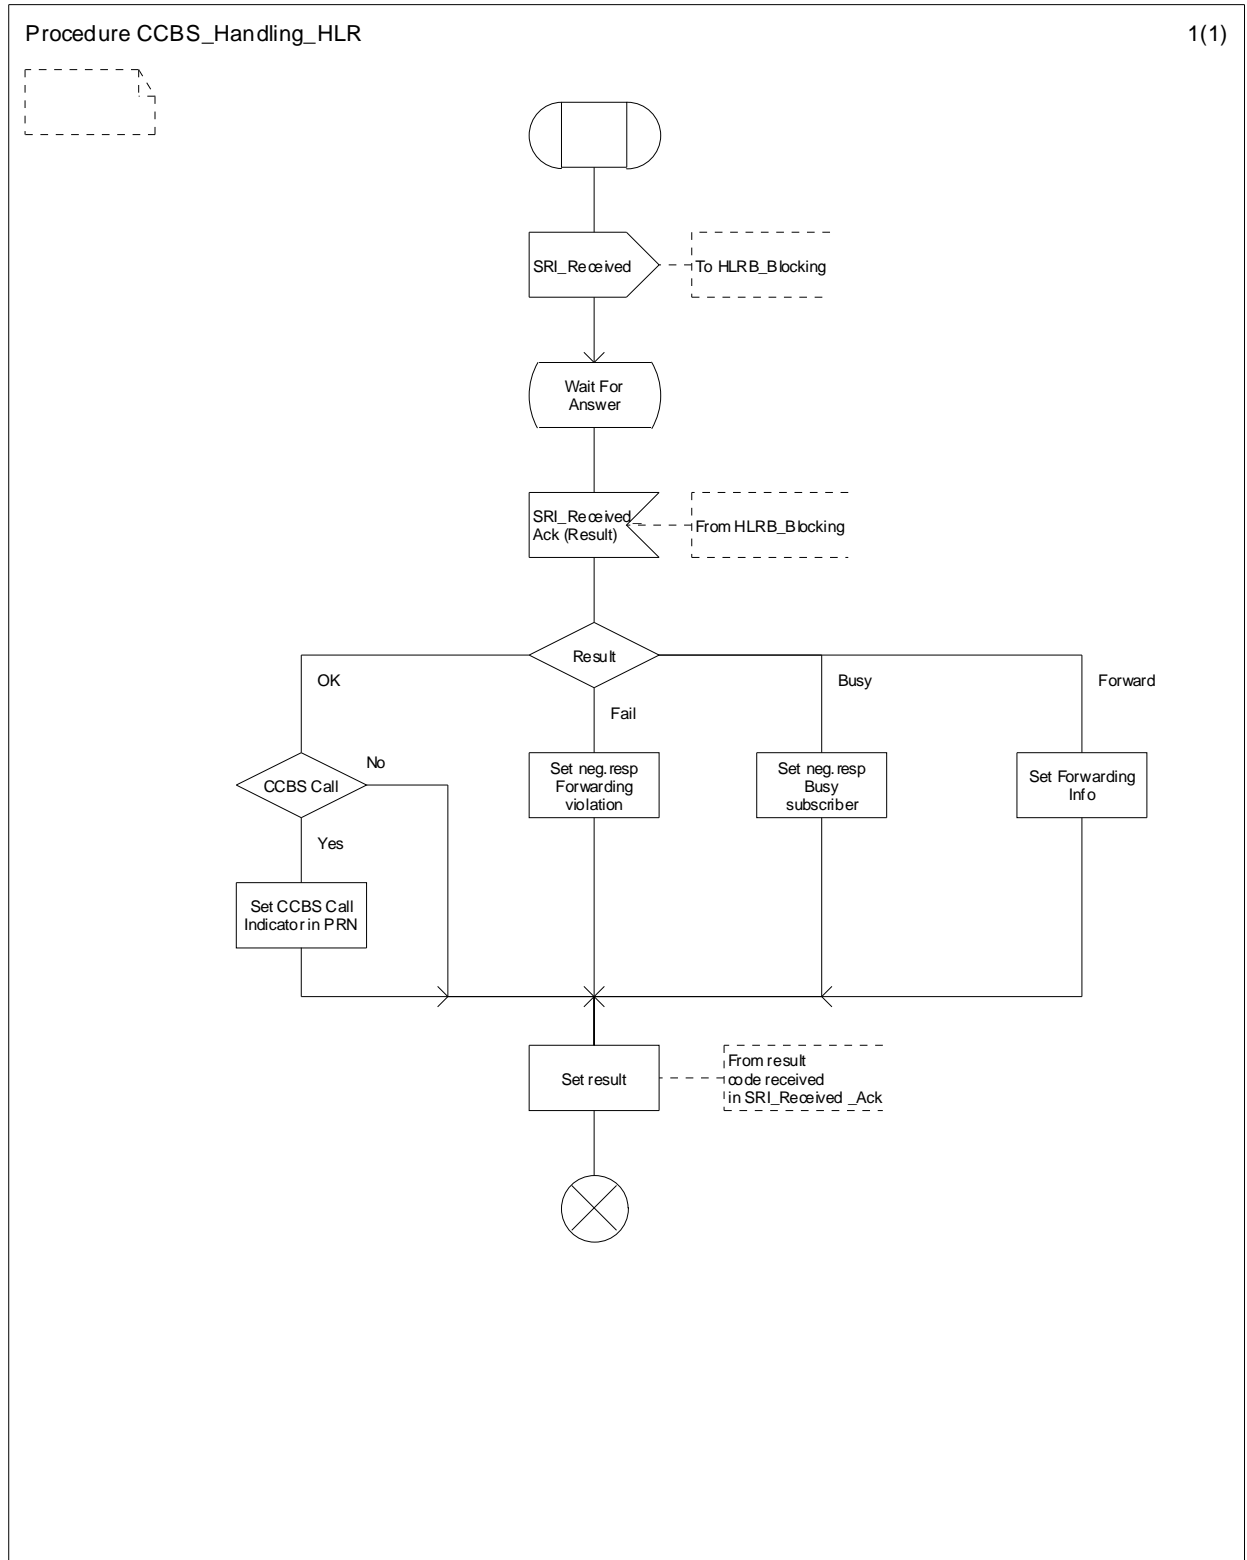 Procedure CCBS_Handling_HLR
1(1)
SRI_Received
To HLRB_Blocking
Wait For
Answer
SRI_Received_
Ack (Result)
From HLRB_Blocking
Result
OK
Busy
Forward
Fail
No
CCBS Call
Set neg.resp
Forwarding
violation
Set neg.resp
Busy
subscriber
Set Forwarding
Info
Yes
Set CCBS Call
Indicator in PRN
Set result
From result
code received
in SRI_Received _Ack